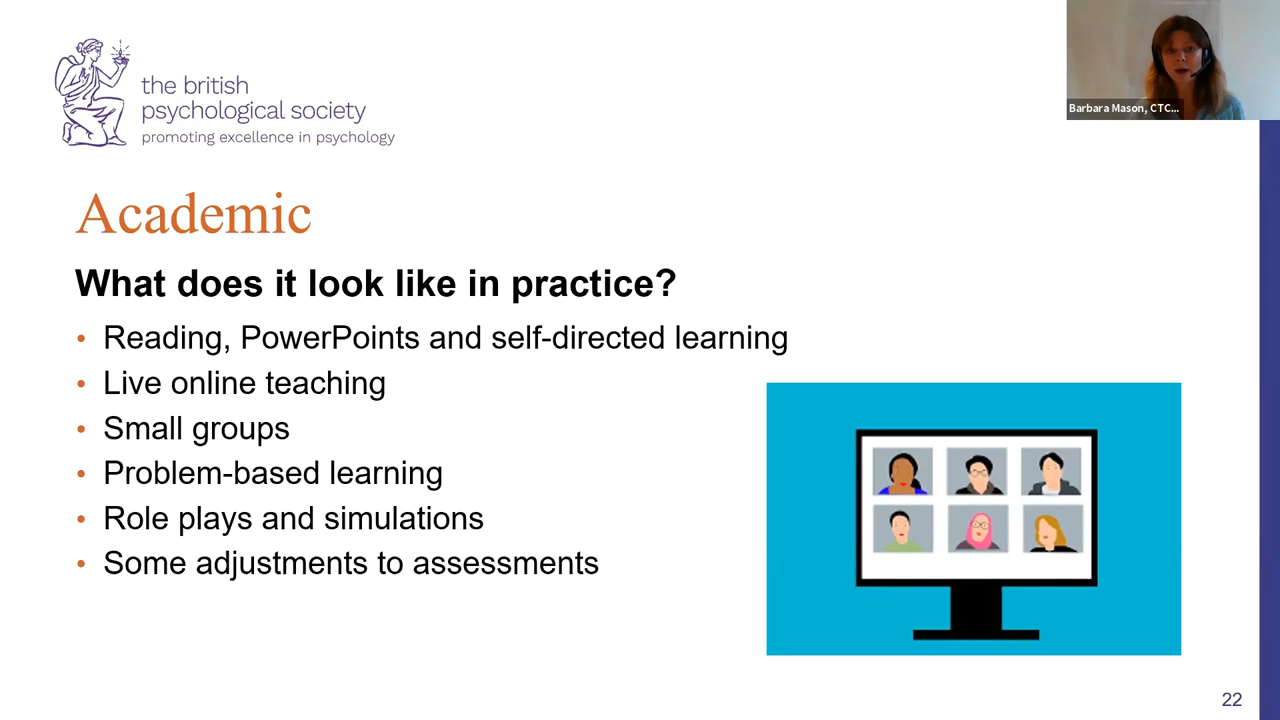 the british
psychological society
promoting excellence in psychology
Barbara Mason, CTC...
Academic
What does it look like in practice?
• Reading, PowerPoints and self-directed learning
• Live online teaching
• Small groups
• Problem-based learning
• Role plays and simulations
• Some adjustments to assessments
22